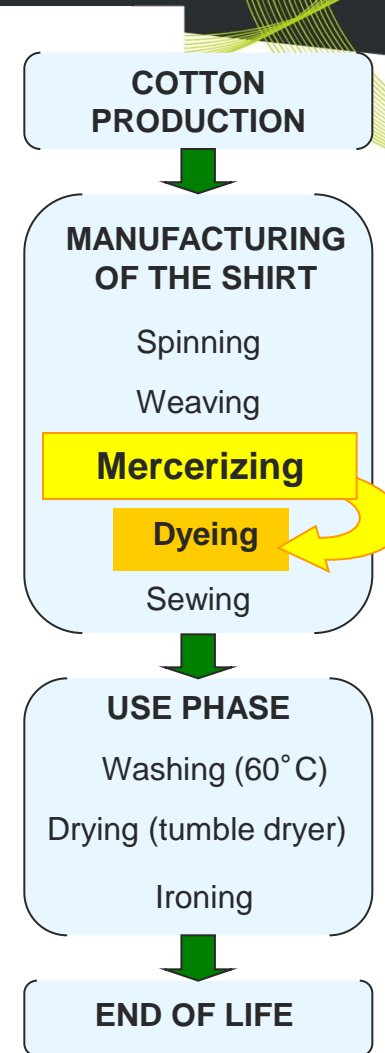 COTTON
PRODUCTION
MANUFACTURING
OF THE SHIRT
Spinning
Weaving
Mercerizing
Dyeing
Sewing
USE PHASE
Washing (60°C)
Drying (tumble dryer)
Ironing
END OF LIFE